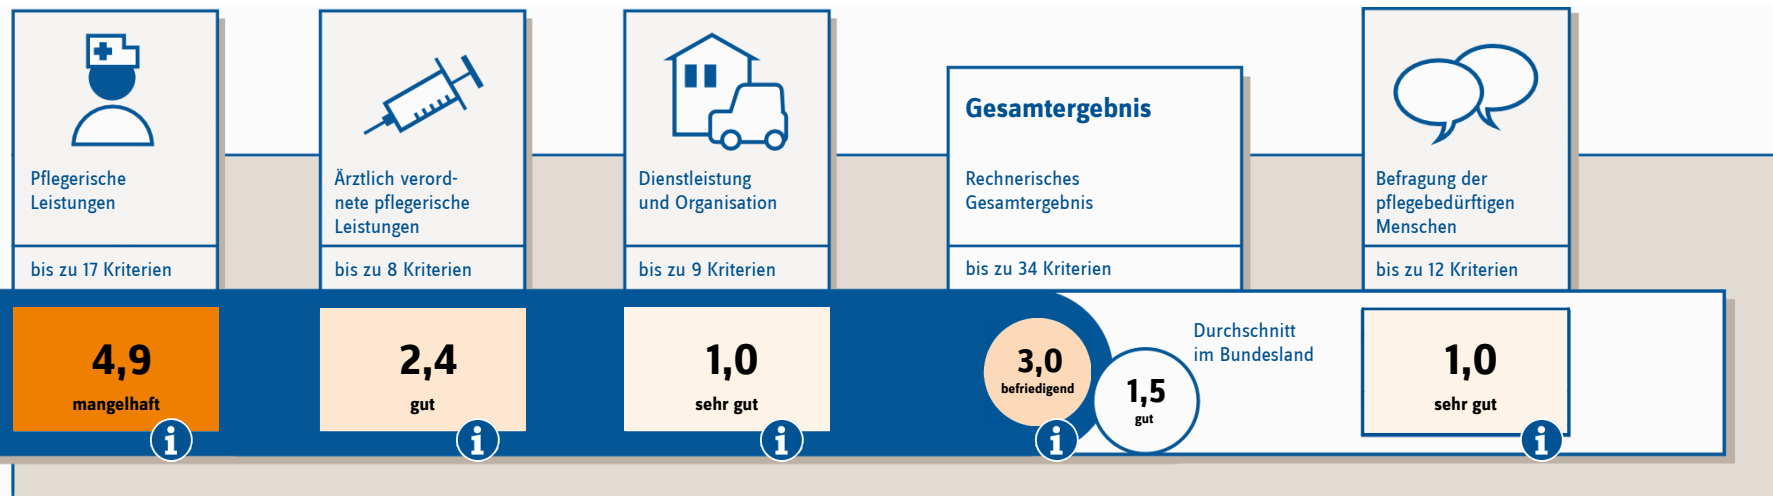 Pflegerische
Leistungen
bis zu 17 Kriterien
4,9
mangelhaft
i
Ärztlich verord-
nete pflegerische
Leistungen
bis zu 8 Kriterien
2,4
gut
i
Dienstleistung
und Organisation
bis zu 9 Kriterien
1,0
sehr gut
i
Gesamtergebnis
Rechnerisches
Gesamtergebnis
bis zu 34 Kriterien
3,0
befriedigend
i
1,5
gut
Durchschnitt
im Bundesland
Befragung der
pflegebedürftigen
Menschen
bis zu 12 Kriterien
1,0
sehr gut
i